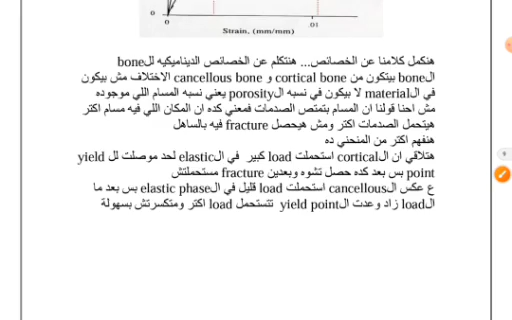 0
0
.01
Strain, (mm/mm)
هنكمل كلامنا عن الخصائص... هنتكلم عن الخصائص الديناميكيه للbone
الbone بيتكون من cortical bone و cancellous bone الاختلاف مش بيكون
في الmaterial لا بيكون في نسبه الporosity يعني نسبه المسام اللي موجوده
مش احنا قولنا ان المسام بتمتص الصدمات فمعني كده ان المكان اللي فيه مسام اكتر
هيتحمل الصدمات اكتر ومش هيحصل fracture فيه بالساهل
هنفهم اكتر من المنحني ده
هتلاقي ان الcortical استحملت load كبير في الelastic لحد موصلت لل yield
point بس بعد كده حصل تشوه وبعدين fracture مستحملتش
ع عكس الcancellous استحملت load قليل في الelastic phase بس بعد ما
الload زاد وعدت الyield point تتستحمل load اكتر ومتكسرتش بسهولة